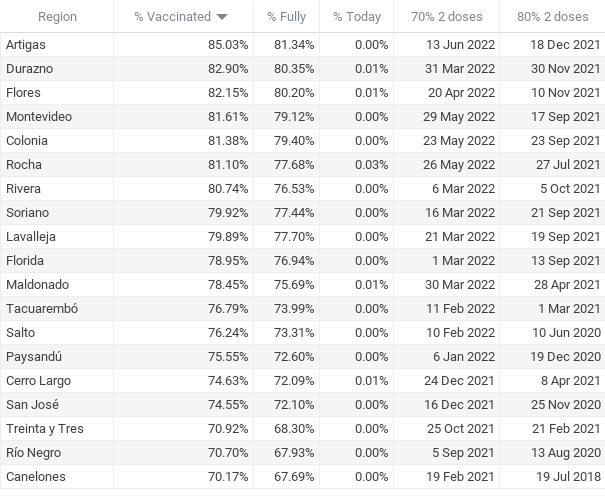 Region % Vaccinated % Fully % Today 70% 2 doses 80% 2 doses
Artigas 85.03% 81.34% 0.00% 13 Jun 2022 18 Dec 2021
Durazno 82.90% 80.35% 0.01% 31 Mar 2022 30 Nov 2021
Flores 82.15% 80.20% 0.01% 20 Apr 2022 10 Nov 2021
Montevideo 81.61% 79.12% 0.00% 29 May 2022 17 Sep 2021
Colonia 81.38% 79.40% 0.00% 23 May 2022 23 Sep 2021
Rocha 81.10% 77.68% 0.03% 26 May 2022 27 Jul 2021
Rivera 80.74% 76.53% 0.00% 6 Mar 2022 5 Oct 2021
Soriano 79.92% 77.44% 0.00% 16 Mar 2022 21 Sep 2021
Lavalleja 79.89% 77.70% 0.00% 21 Mar 2022 19 Sep 2021
Florida 78.95% 76.94% 0.00% 1 Mar 2022 13 Sep 2021
Maldonado 78.45% 75.69% 0.01% 30 Mar 2022 28 Apr 2021
Tacuarembó 76.79% 73.99% 0.00% 11 Feb 2022 1 Mar 2021
Salto 76.24% 73.31% 0.00% 10 Feb 2022 10 Jun 2020
Paysandú 75.55% 72.60% 0.00% 6 Jan 2022 19 Dec 2020
Cerro Largo 74.63% 72.09% 0.01% 24 Dec 2021 8 Apr 2021
San José 74.55% 72.10% 0.00% 16 Dec 2021 25 Nov 2020
Treinta y Tres 70.92% 68.30% 0.00% 25 Oct 2021 21 Feb 2021
Río Negro 70.70% 67.93% 0.00% 5 Sep 2021 13 Aug 2020
Canelones 70.17% 67.69% 0.00% 19 Feb 2021 19 Jul 2018